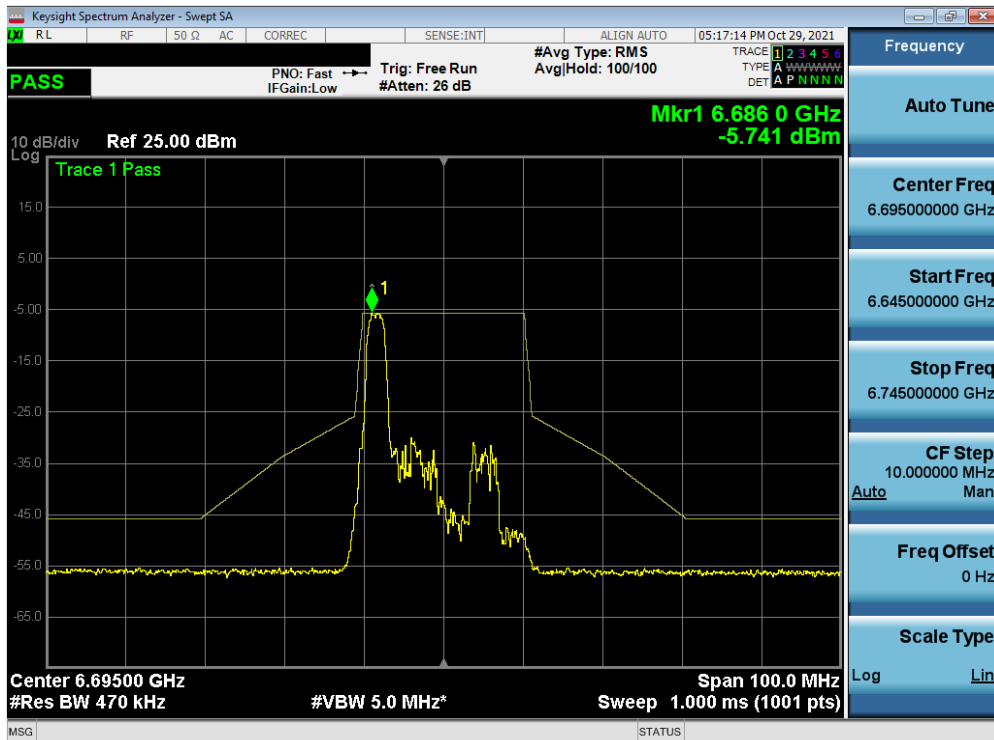 Keysight Spectrum Analyzer - Swept SA
LXI RL RF 50 Ω AC CORREC SENSE:INT ALIGN AUTO 05:17:14 PM Oct 29, 2021
PASS
PNO: Fast
IFGain:Low
Trig: Free Run
#Atten: 26 dB
#Avg Type: RMS
Avg|Hold: 100/100
TRACE 1 2 3 4 5 6
TYPE A WWWWW
DET A P N N N N
Mkr1 6.686 0 GHz
-5.741 dBm
10 dB/div Ref 25.00 dBm
Log
Trace 1 Pass
15.0
5.00
1
-5.00
-15.0
-25.0
-35.0
-45.0
-55.0
-65.0
Center 6.69500 GHz Span 100.0 MHz
#Res BW 470 kHz #VBW 5.0 MHz* Sweep 1.000 ms (1001 pts)
MSG STATUS
Frequency
Auto Tune
Center Freq
6.695000000 GHz
Start Freq
6.645000000 GHz
Stop Freq
6.745000000 GHz
CF Step
10.000000 MHz
Auto Man
Freq Offset
0 Hz
Scale Type
Log Lin